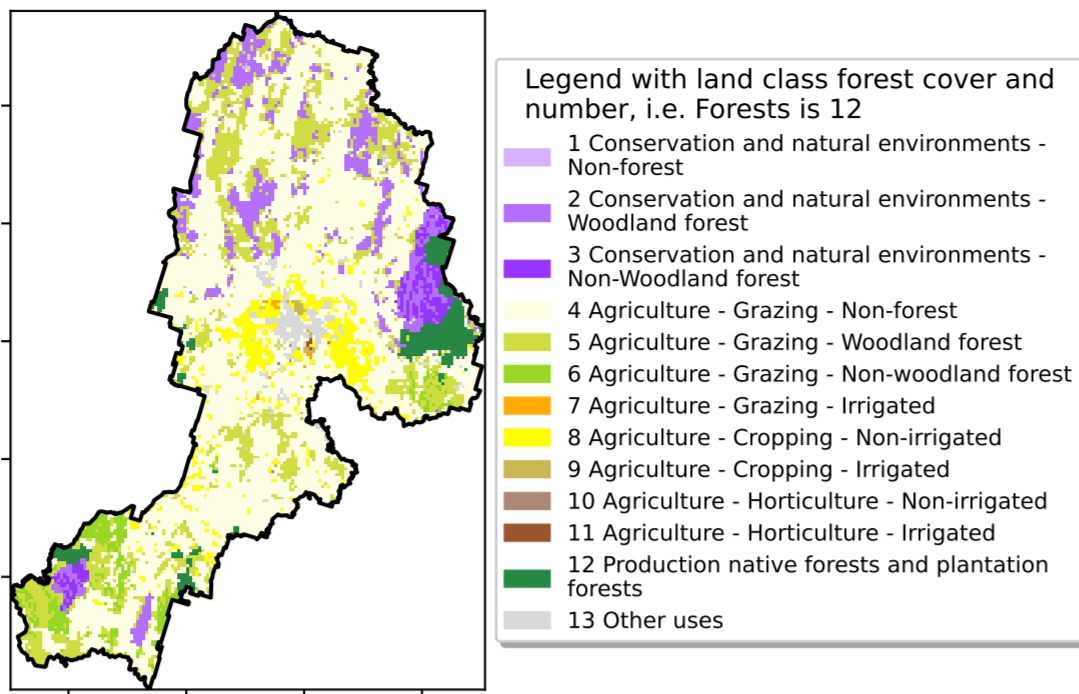 Legend with land class forest cover and
number, i.e. Forests is 12
1 Conservation and natural environments -
Non-forest
2 Conservation and natural environments -
Woodland forest
3 Conservation and natural environments -
Non-Woodland forest
4 Agriculture - Grazing - Non-forest
5 Agriculture - Grazing - Woodland forest
6 Agriculture - Grazing - Non-woodland forest
7 Agriculture - Grazing - Irrigated
8 Agriculture - Cropping - Non-irrigated
9 Agriculture - Cropping - Irrigated
10 Agriculture - Horticulture - Non-irrigated
11 Agriculture - Horticulture - Irrigated
12 Production native forests and plantation
forests
13 Other uses